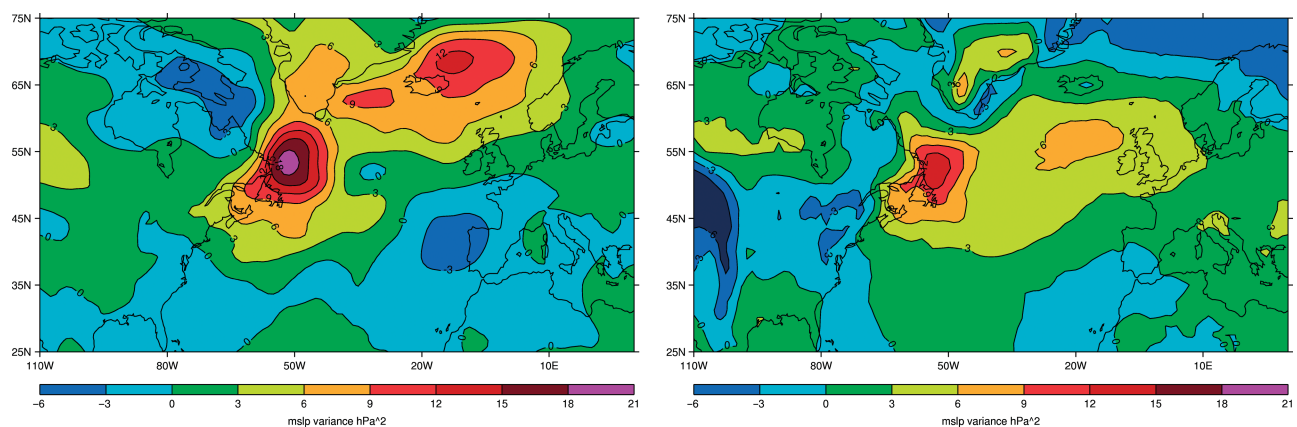 75N 75N
65N 65N
55N 55N
45N 45N
35N 35N
25N 25N
110W 80W 50W 20W 10E 110W 80W 50W 20W 10E
−6 −3 0 3 6 9 12 15 18 21 −6 −3 0 3 6 9 12 15 18 21
mslp variance hPa^2 mslp variance hPa^2